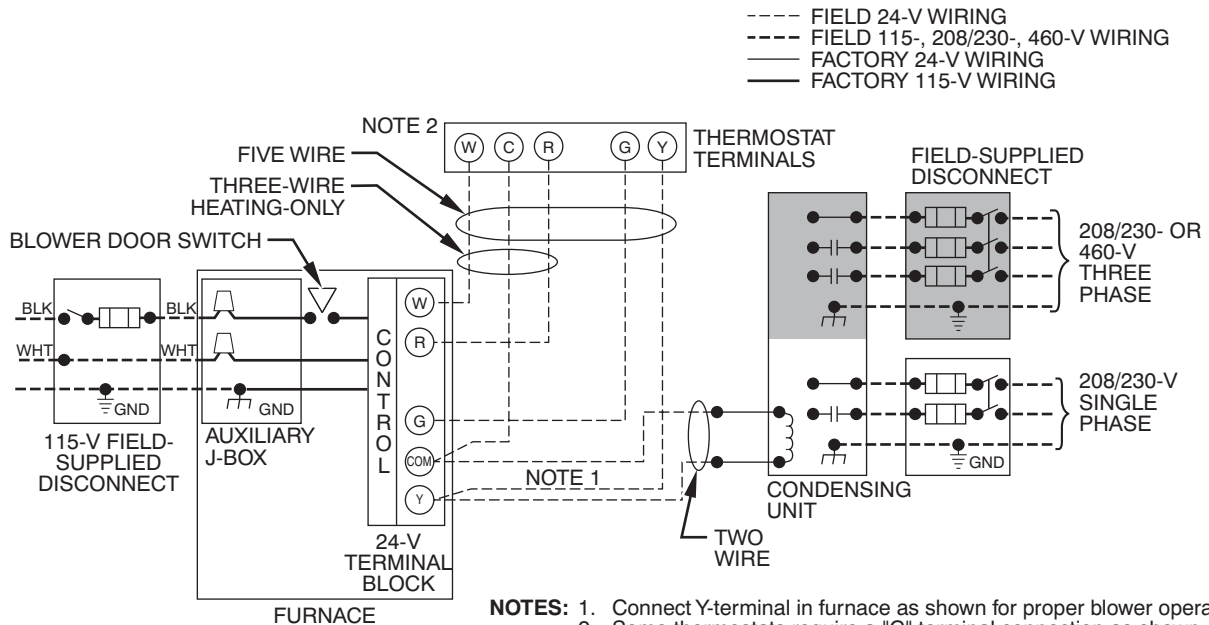 FIELD 24-V WIRING
FIELD 115-, 208/230-, 460-V WIRING
FACTORY 24-V WIRING
FACTORY 115-V WIRING
NOTE 2
W C R G Y
THERMOSTAT
TERMINALS
FIVE WIRE
THREE-WIRE
HEATING-ONLY
BLOWER DOOR SWITCH
FIELD-SUPPLIED
DISCONNECT
208/230- OR
460-V
THREE
PHASE
BLK
BLK
WHT
WHT
GND
GND
115-V FIELD-
SUPPLIED
DISCONNECT
AUXILIARY
J-BOX
CONTROL
W
R
G
COM
Y
NOTE 1
24-V
TERMINAL
BLOCK
FURNACE
TWO
WIRE
CONDENSING
UNIT
208/230-V
SINGLE
PHASE
GND
NOTES: 1. Connect Y-terminal in furnace as shown for proper blower opera